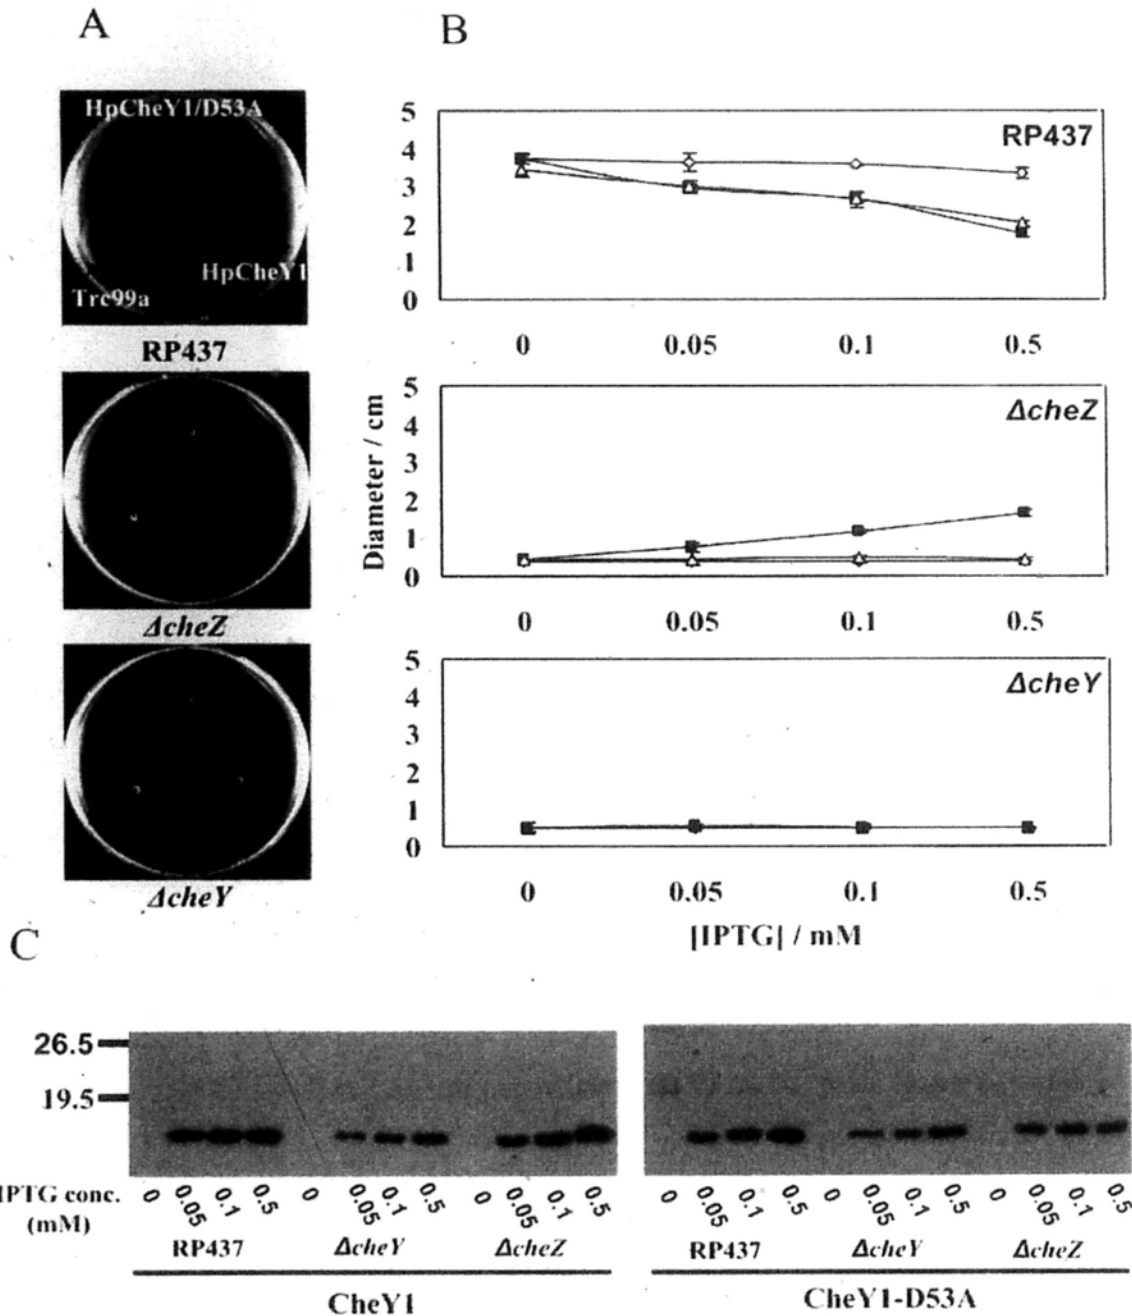 A
B
HpCheY1/D53A
HpCheY1
Trc99a
RP437
ΔcheZ
ΔcheY
Diameter / cm
5
4
3
2
1
0
RP437
0 0.05 0.1 0.5
5
4
3
2
1
0
ΔcheZ
0 0.05 0.1 0.5
5
4
3
2
1
0
ΔcheY
0 0.05 0.1 0.5
[IPTG] / mM
C
26.5
19.5
IPTG conc.
(mM)
0 0.05 0.1 0.5 0 0.05 0.1 0.5 0 0.05 0.1 0.5
RP437 ΔcheY ΔcheZ
CheY1
0 0.05 0.1 0.5 0 0.05 0.1 0.5 0 0.05 0.1 0.5
RP437 ΔcheY ΔcheZ
CheY1-D53A